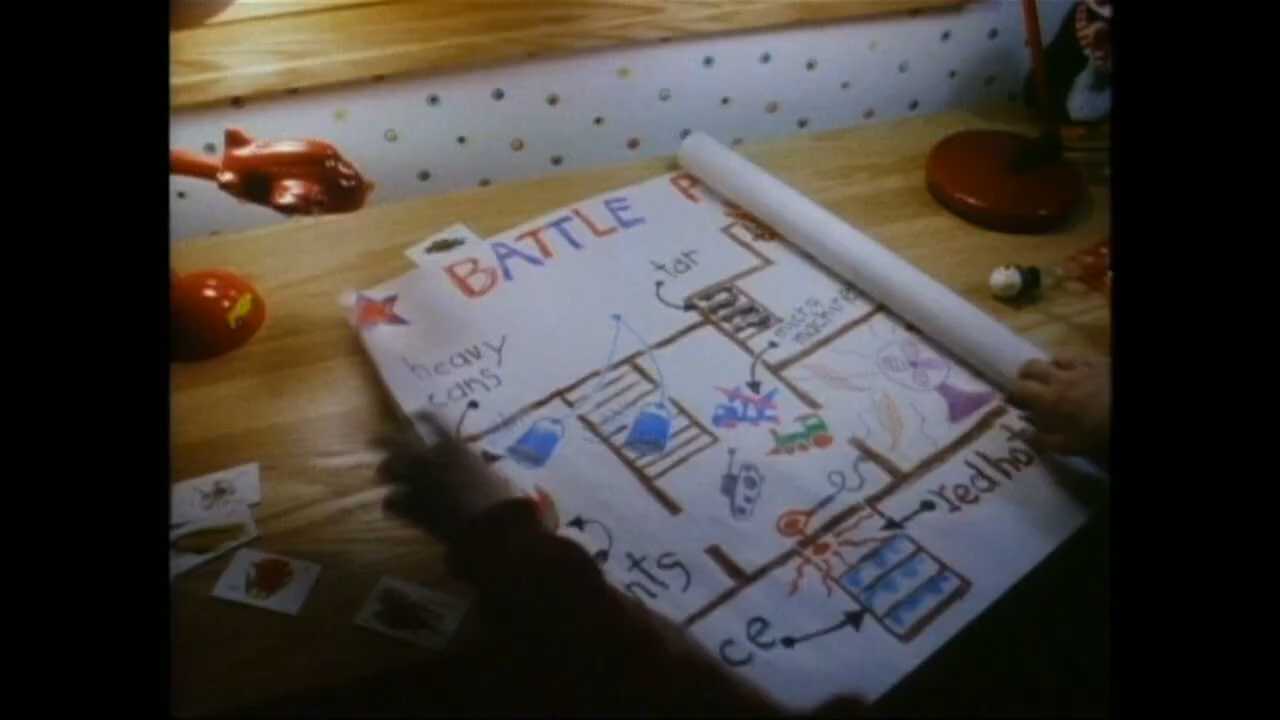 BATTLE P
tar
micro
machines
heavy
cans
red hot
nts
ce